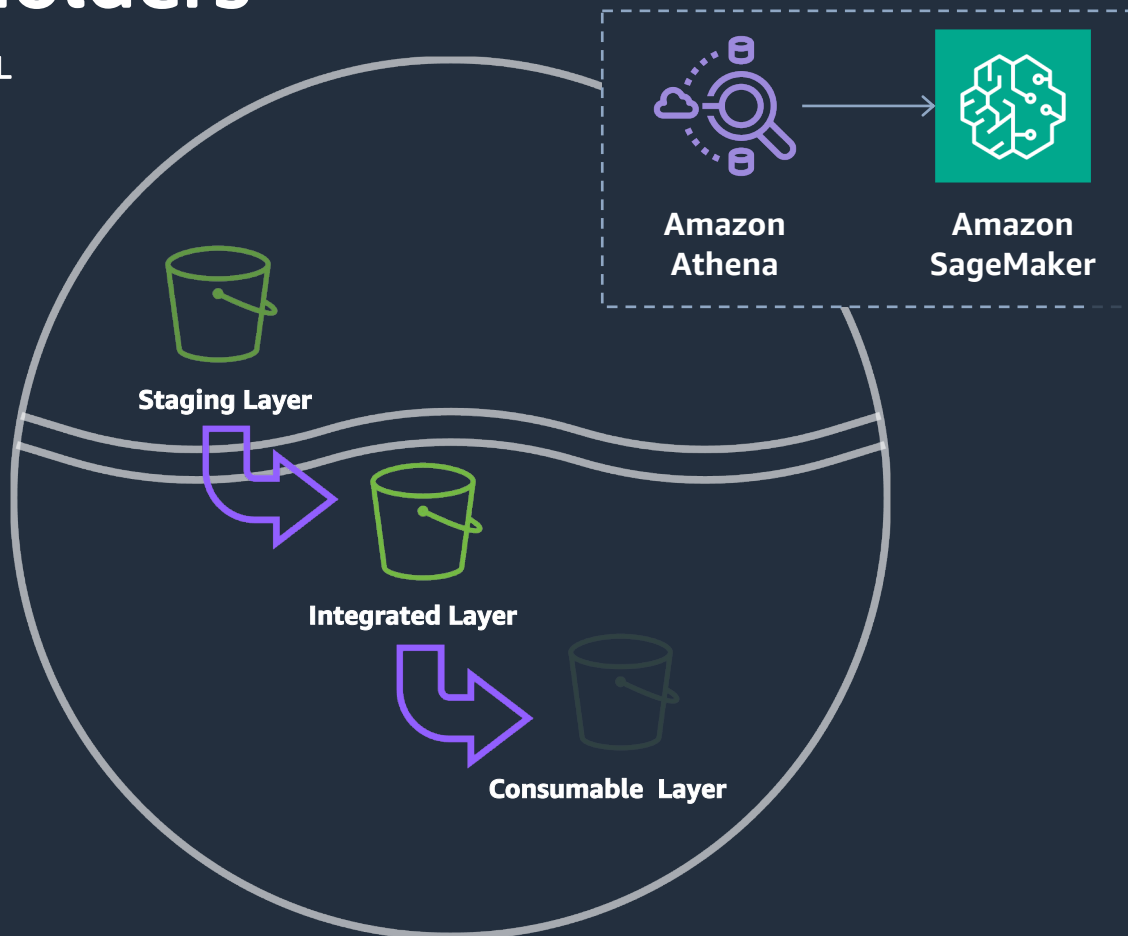 Amazon
Athena
Amazon
SageMaker
Staging Layer
Integrated Layer
Consumable Layer